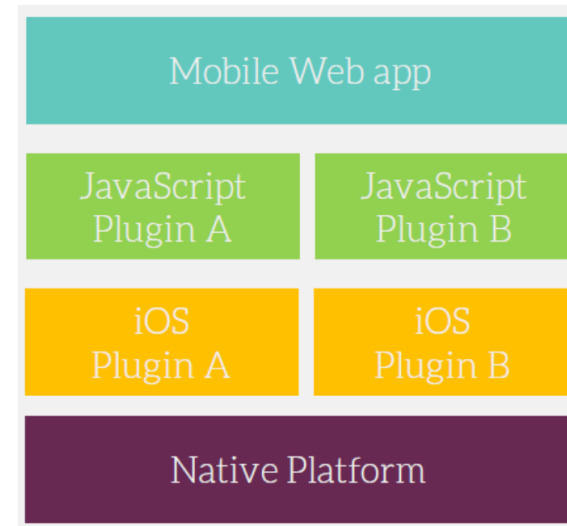 Mobile Web app
JavaScript
Plugin A
JavaScript
Plugin B
iOS
Plugin A
iOS
Plugin B
Native Platform